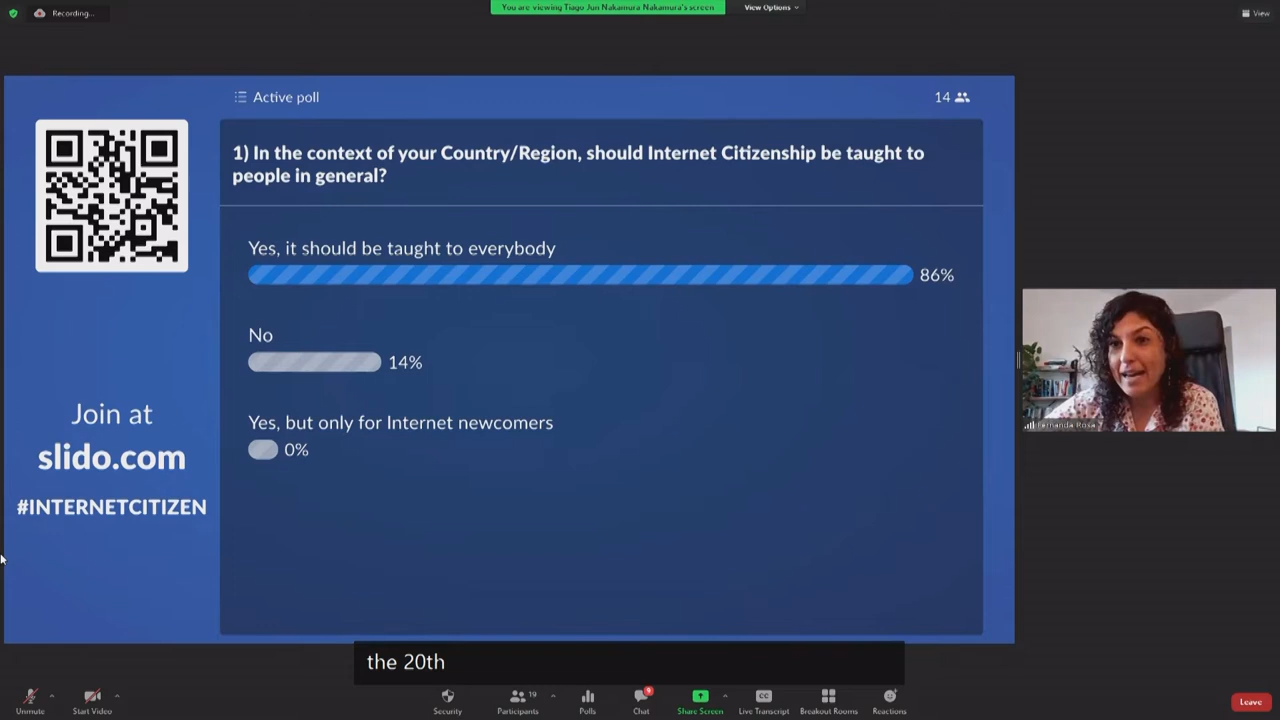 Recording...
You are viewing Tiago Jun Nakamura Nakamura's screen
View Options
View
Active poll
14
1) In the context of your Country/Region, should Internet Citizenship be taught to
people in general?
Yes, it should be taught to everybody
86%
No
14%
Yes, but only for Internet newcomers
0%
Join at
slido.com
#INTERNETCITIZEN
Fernanda Rosa
the 20th
Unmute
Start Video
Security
Participants
19
Polls
Chat
9
Share Screen
CC
Live Transcript
Breakout Rooms
Reactions
Leave